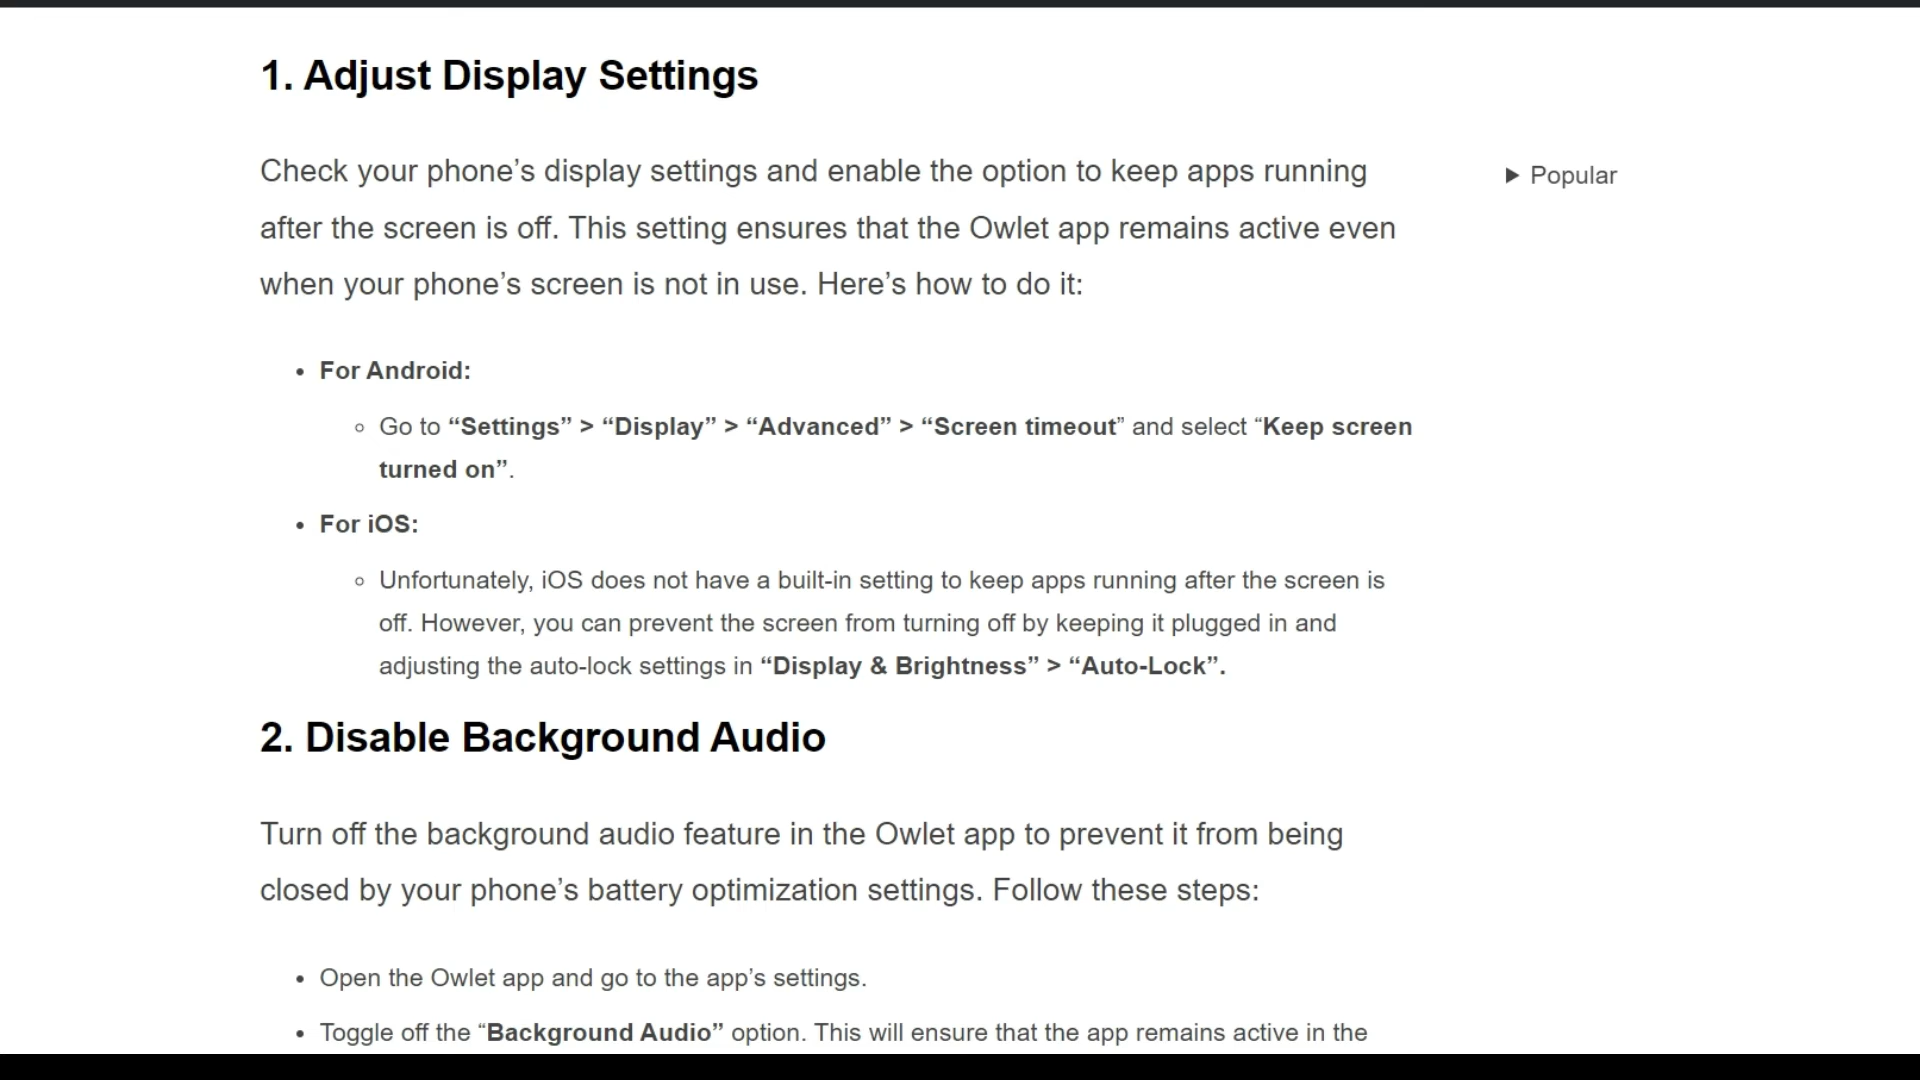 1. Adjust Display Settings
Check your phone’s display settings and enable the option to keep apps running
▶ Popular
after the screen is off. This setting ensures that the Owlet app remains active even
when your phone’s screen is not in use. Here’s how to do it:
• For Android:
◦ Go to “Settings” > “Display” > “Advanced” > “Screen timeout” and select “Keep screen
turned on”.
• For iOS:
◦ Unfortunately, iOS does not have a built-in setting to keep apps running after the screen is
off. However, you can prevent the screen from turning off by keeping it plugged in and
adjusting the auto-lock settings in “Display & Brightness” > “Auto-Lock”.
2. Disable Background Audio
Turn off the background audio feature in the Owlet app to prevent it from being
closed by your phone’s battery optimization settings. Follow these steps:
• Open the Owlet app and go to the app’s settings.
• Toggle off the “Background Audio” option. This will ensure that the app remains active in the